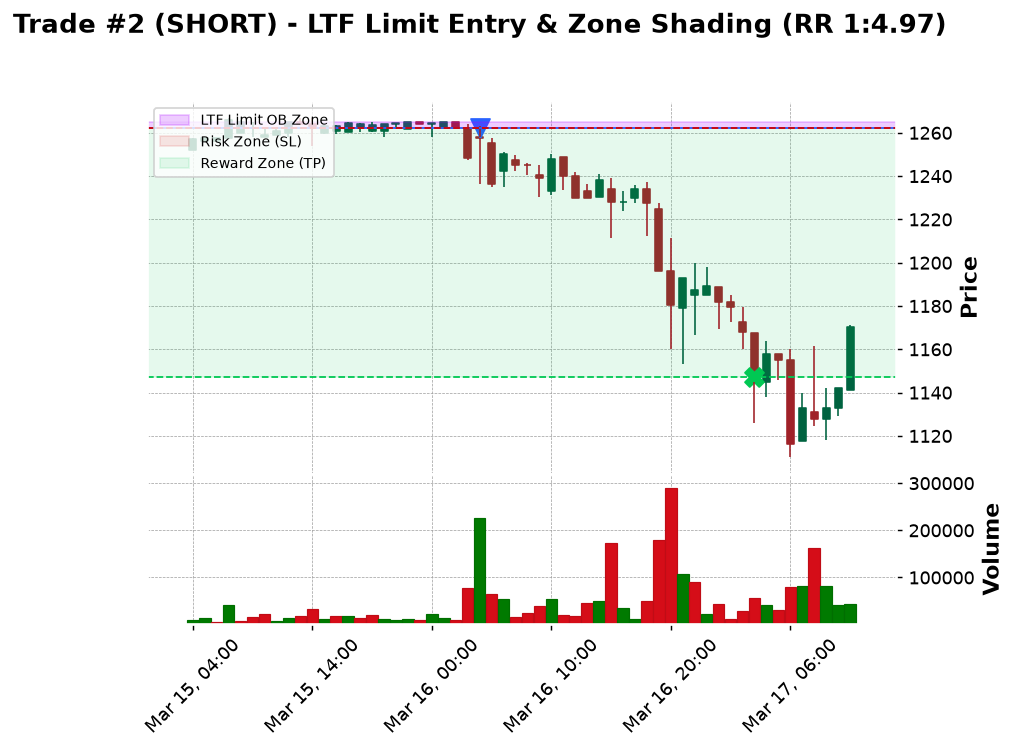 Trade #2 (SHORT) - LTF Limit Entry & Zone Shading (RR 1:4.97)
LTF Limit OB Zone
Risk Zone (SL)
Reward Zone (TP)
1260
1240
1220
1200
1180
1160
1140
1120
Price
300000
200000
100000
Volume
Mar 15, 04:00
Mar 15, 14:00
Mar 16, 00:00
Mar 16, 10:00
Mar 16, 20:00
Mar 17, 06:00